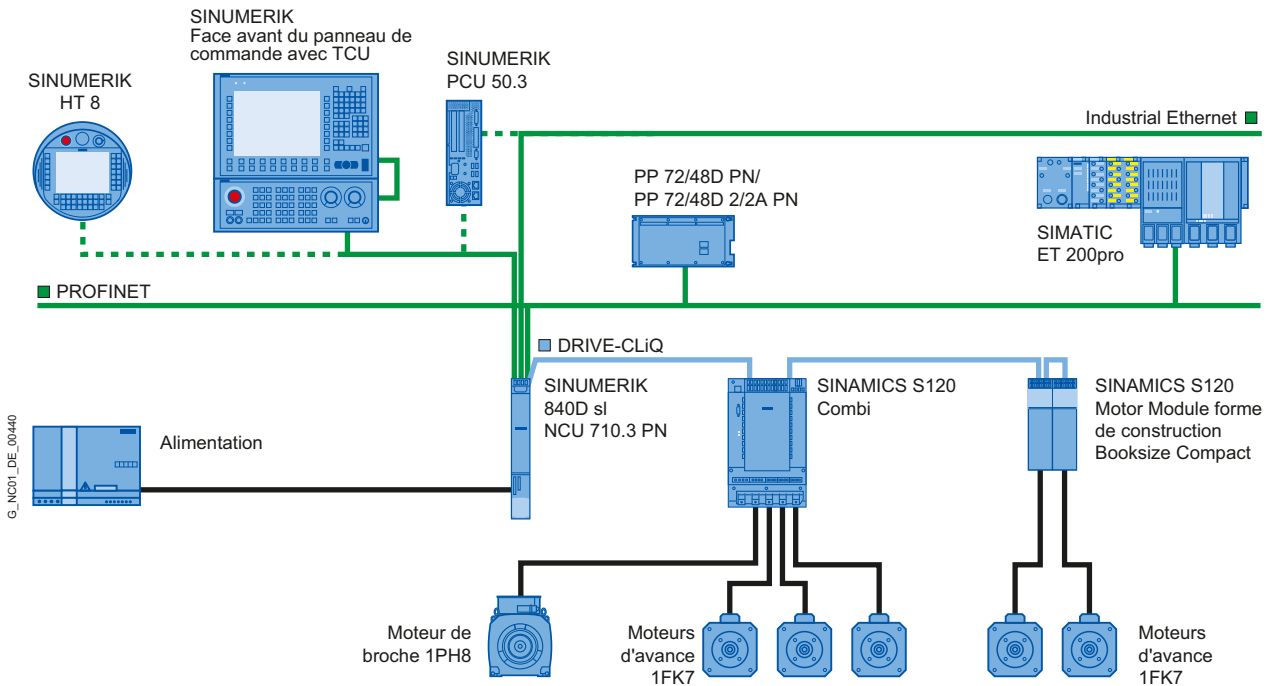 SINUMERIK
Face avant du panneau de
commande avec TCU
SINUMERIK
HT 8
SINUMERIK
PCU 50.3
Industrial Ethernet
PP 72/48D PN/
PP 72/48D 2/2A PN
SIMATIC
ET 200pro
PROFINET
DRIVE-CLiQ
SINUMERIK
840D sl
NCU 710.3 PN
SINAMICS S120
Combi
SINAMICS S120
Motor Module forme
de construction
Booksize Compact
Alimentation
G_NC01_DE_00440
Moteur de
broche 1PH8
Moteurs
d'avance
1FK7
Moteurs
d'avance
1FK7